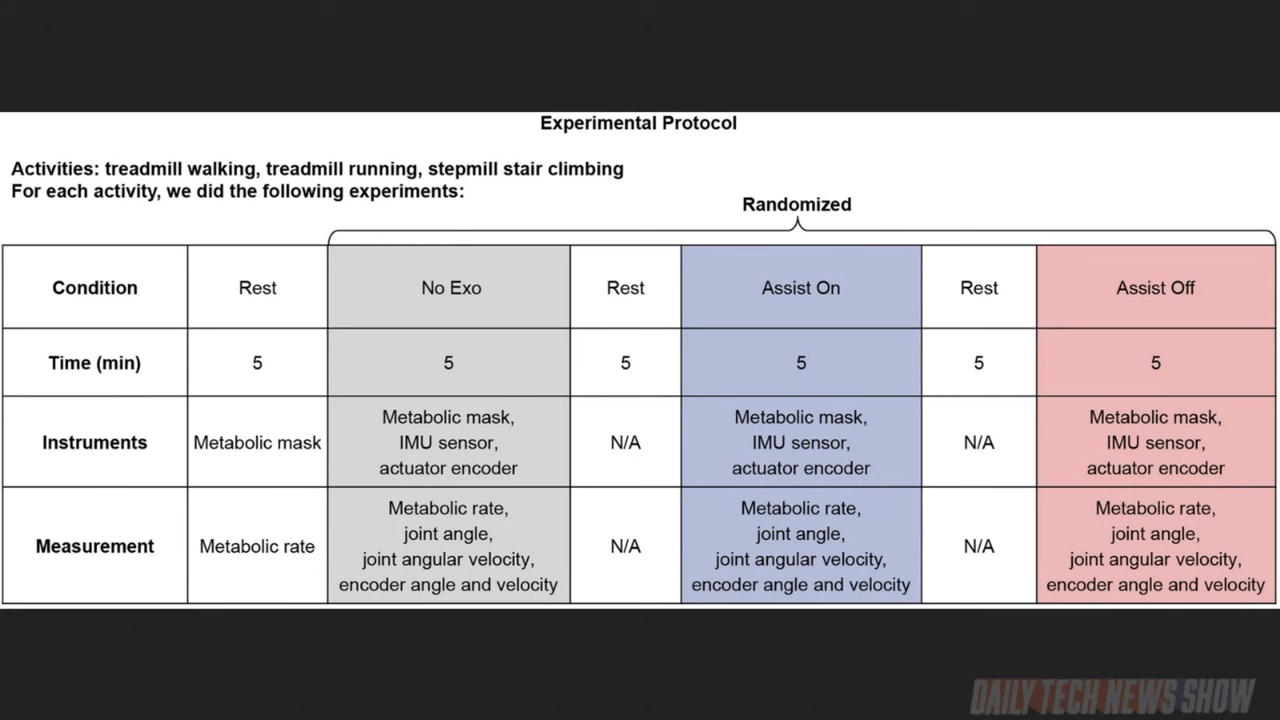 Experimental Protocol
Activities: treadmill walking, treadmill running, stepmill stair climbing
For each activity, we did the following experiments:
Randomized
Condition Rest No Exo Rest Assist On Rest Assist Off
Time (min) 5 5 5 5 5 5
Instruments Metabolic mask Metabolic mask, IMU sensor, actuator encoder N/A Metabolic mask, IMU sensor, actuator encoder N/A Metabolic mask, IMU sensor, actuator encoder
Measurement Metabolic rate Metabolic rate, joint angle, joint angular velocity, encoder angle and velocity N/A Metabolic rate, joint angle, joint angular velocity, encoder angle and velocity N/A Metabolic rate, joint angle, joint angular velocity, encoder angle and velocity
DAILY TECH NEWS SHOW